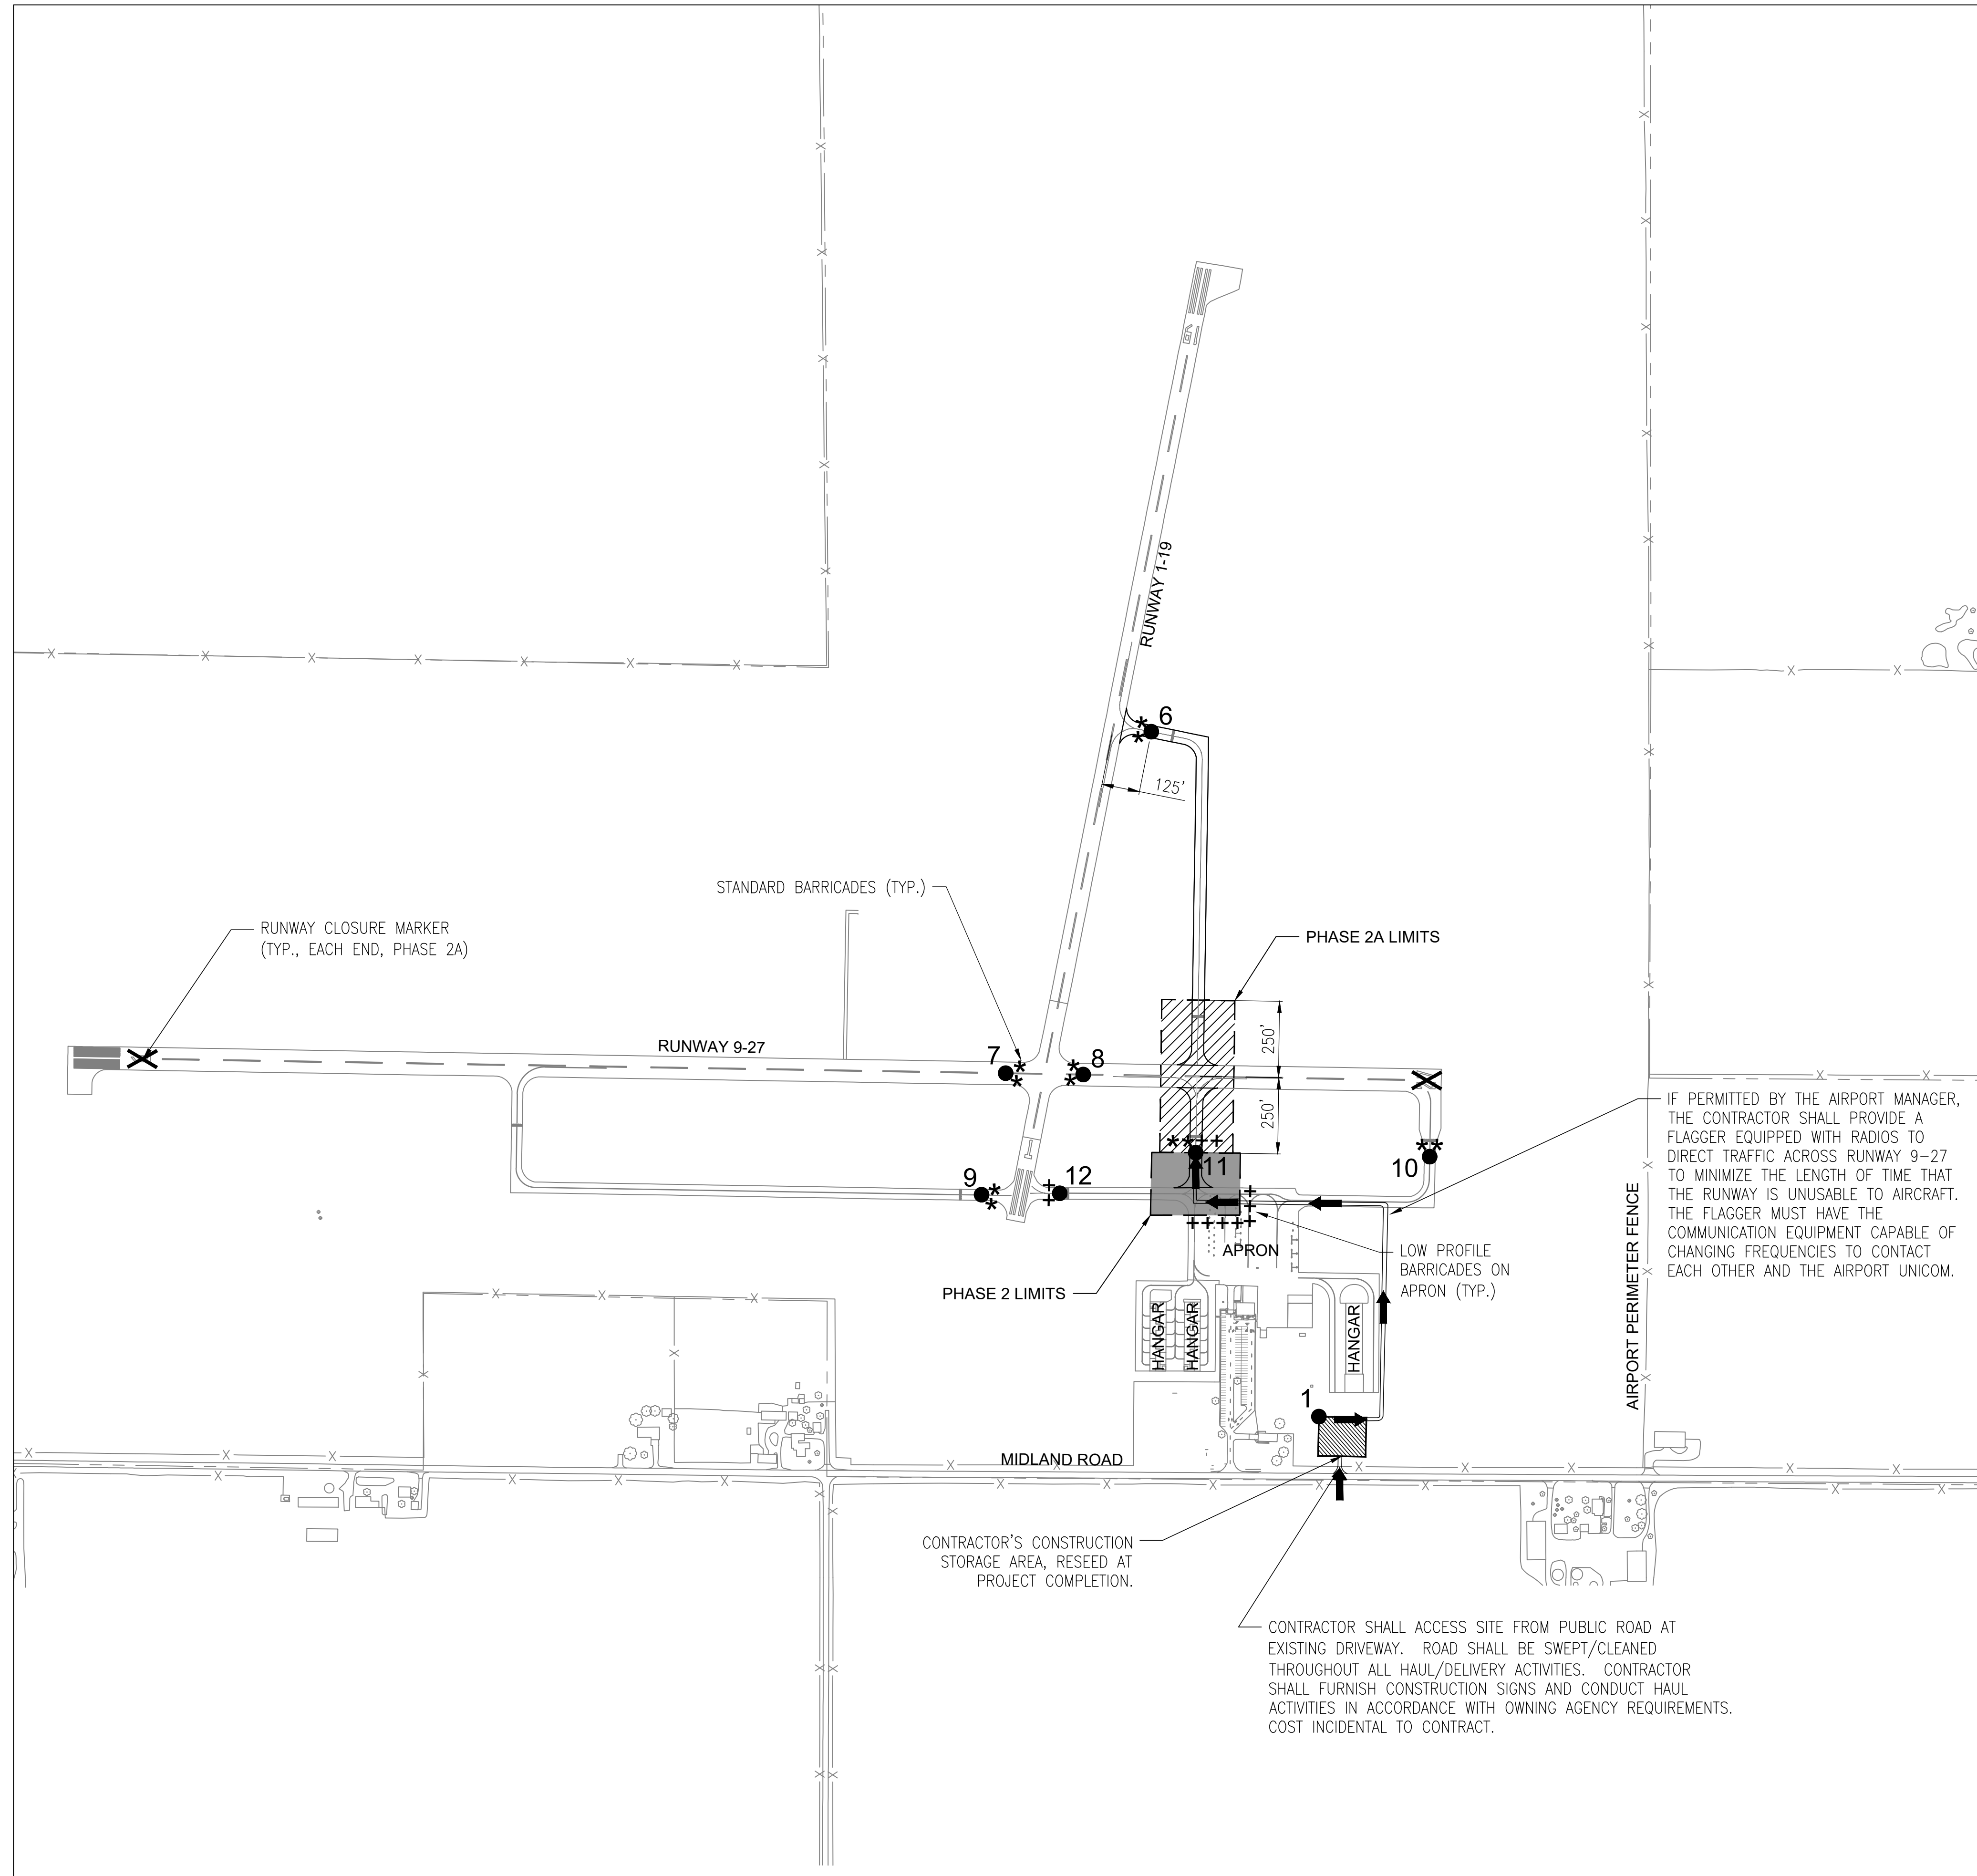 19
RUNWAY 1-19
6
125'
STANDARD BARRICADES (TYP.)
RUNWAY CLOSURE MARKER
(TYP., EACH END, PHASE 2A)
PHASE 2A LIMITS
250'
RUNWAY 9-27
7
8
250'
IF PERMITTED BY THE AIRPORT MANAGER,
THE CONTRACTOR SHALL PROVIDE A
FLAGGER EQUIPPED WITH RADIOS TO
DIRECT TRAFFIC ACROSS RUNWAY 9-27
TO MINIMIZE THE LENGTH OF TIME THAT
THE RUNWAY IS UNUSABLE TO AIRCRAFT.
THE FLAGGER MUST HAVE THE
COMMUNICATION EQUIPMENT CAPABLE OF
CHANGING FREQUENCIES TO CONTACT
EACH OTHER AND THE AIRPORT UNICOM.
1
9
12
11
10
AIRPORT PERIMETER FENCE
APRON
LOW PROFILE
BARRICADES ON
APRON (TYP.)
PHASE 2 LIMITS
HANGAR
HANGAR
HANGAR
1
MIDLAND ROAD
CONTRACTOR'S CONSTRUCTION
STORAGE AREA, RESEED AT
PROJECT COMPLETION.
CONTRACTOR SHALL ACCESS SITE FROM PUBLIC ROAD AT
EXISTING DRIVEWAY. ROAD SHALL BE SWEPT/CLEANED
THROUGHOUT ALL HAUL/DELIVERY ACTIVITIES. CONTRACTOR
SHALL FURNISH CONSTRUCTION SIGNS AND CONDUCT HAUL
ACTIVITIES IN ACCORDANCE WITH OWNING AGENCY REQUIREMENTS.
COST INCIDENTAL TO CONTRACT.